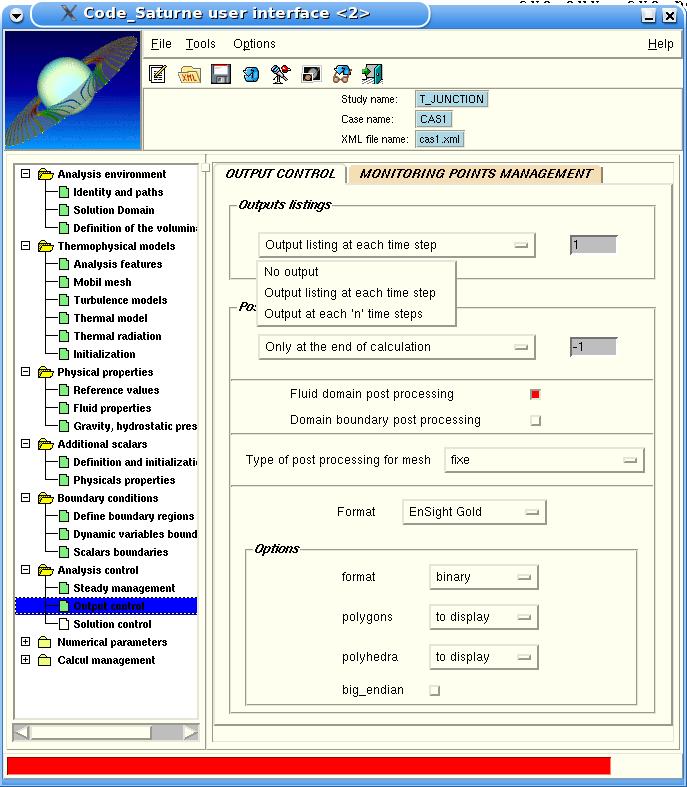 Code_Saturne user interface <2>
File Tools Options Help
XML
Study name: T_JUNCTION
Case name: CAS1
XML file name: cas1.xml
Analysis environment
Identity and paths
Solution Domain
Definition of the volumin
Thermophysical models
Analysis features
Mobil mesh
Turbulence models
Thermal model
Thermal radiation
Initialization
Physical properties
Reference values
Fluid properties
Gravity, hydrostatic pres
Additional scalars
Definition and initializati
Physicals properties
Boundary conditions
Define boundary regions
Dynamic variables bound
Scalars boundaries
Analysis control
Steady management
Output control
Solution control
Numerical parameters
Calcul management
OUTPUT CONTROL MONITORING POINTS MANAGEMENT
Outputs listings
Output listing at each time step 1
No output
Output listing at each time step
Output at each 'n' time steps
Pos
Only at the end of calculation -1
Fluid domain post processing
Domain boundary post processing
Type of post processing for mesh fixe
Format EnSight Gold
Options
format binary
polygons to display
polyhedra to display
big_endian